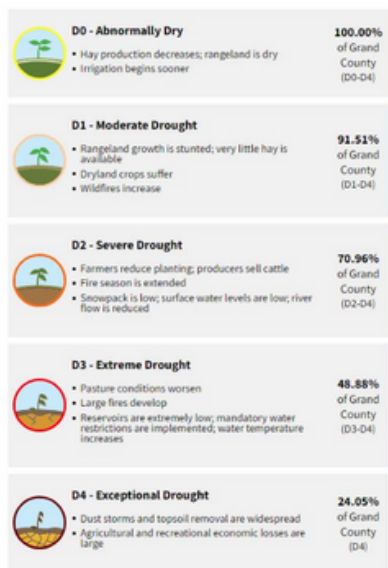 D0 - Abnormally Dry
• Hay production decreases; rangeland is dry
• Irrigation begins sooner
100.00%
of Grand
County
(D0-D4)
D1 - Moderate Drought
• Rangeland growth is stunted; very little hay is
available
• Dryland crops suffer
• Wildfires increase
91.51%
of Grand
County
(D1-D4)
D2 - Severe Drought
• Farmers reduce planting; producers sell cattle
• Fire season is extended
• Snowpack is low; surface water levels are low; river
flow is reduced
70.96%
of Grand
County
(D2-D4)
D3 - Extreme Drought
• Pasture conditions worsen
• Large fires develop
• Reservoirs are extremely low; mandatory water
restrictions are implemented; water temperature
increases
48.88%
of Grand
County
(D3-D4)
D4 - Exceptional Drought
• Dust storms and topsoil removal are widespread
• Agricultural and recreational economic losses are
large
24.05%
of Grand
County
(D4)